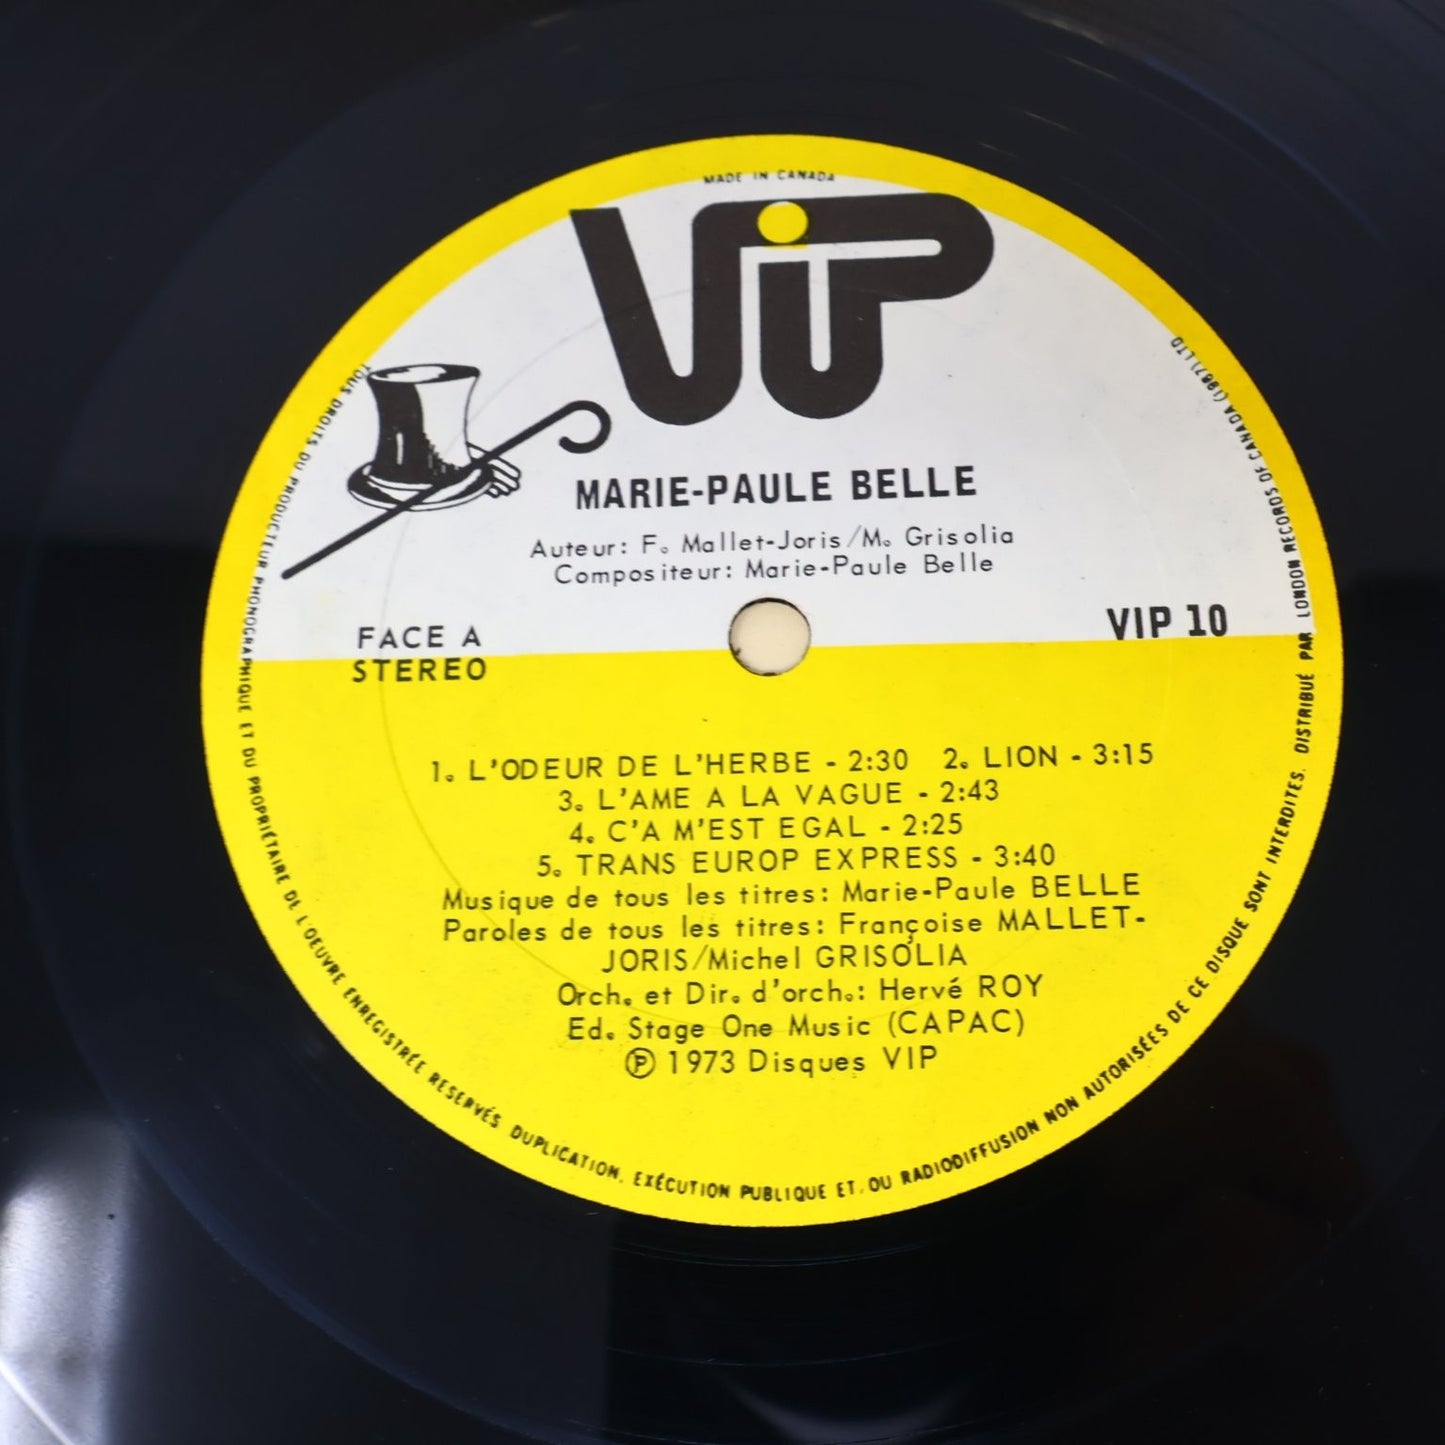 MADE IN CANADA
ViP
MARIE-PAULE BELLE
Auteur: F. Mallet-Joris/M. Grisolia
Compositeur: Marie-Paule Belle
FACE A
STEREO
VIP 10
1. L'ODEUR DE L'HERBE - 2:30 2. LION - 3:15
3. L'AME A LA VAGUE - 2:43
4. C'A M'EST EGAL - 2:25
5. TRANS EUROP EXPRESS - 3:40
Musique de tous les titres: Marie-Paule BELLE
Paroles de tous les titres: Françoise MALLET-
JORIS/Michel GRISOLIA
Orch. et Dir. d'orch.: Hervé ROY
Ed. Stage One Music (CAPAC)
℗ 1973 Disques VIP
TOUS DROITS DU PRODUCTEUR PHONOGRAPHIQUE ET DU PROPRIÉTAIRE DE L'OEUVRE ENREGISTRÉE RESERVÉS DUPLICATION, EXÉCUTION PUBLIQUE ET, OU RADIODIFFUSION NON AUTORISÉES DE CE DISQUE SONT INTERDITES. DISTRIBUÉ PAR LONDON RECORDS OF CANADA (1967) LTD